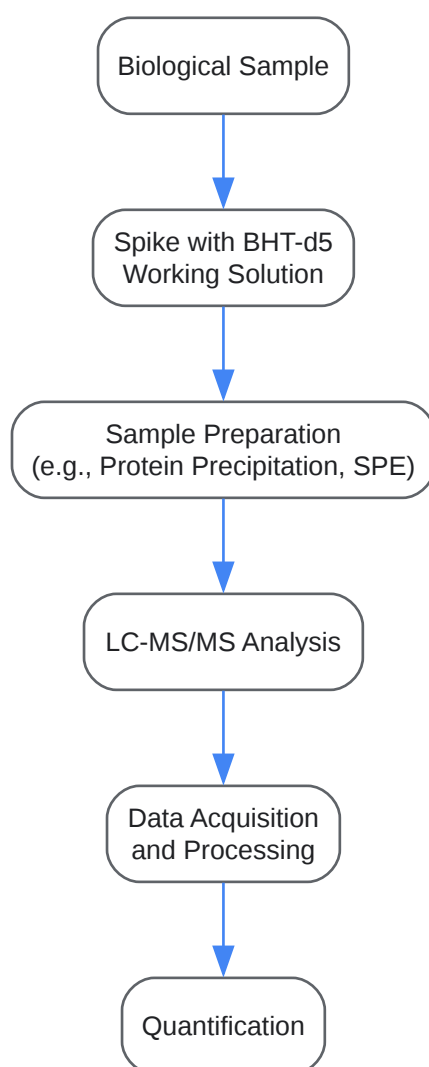 Biological Sample
Spike with BHT-d5
Working Solution
Sample Preparation
(e.g., Protein Precipitation, SPE)
LC-MS/MS Analysis
Data Acquisition
and Processing
Quantification